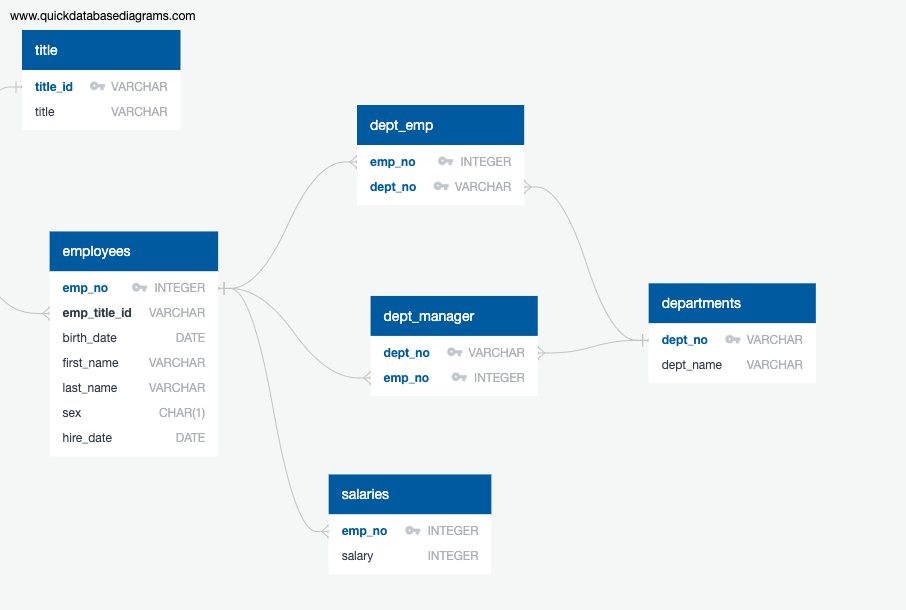 www.quickdatabasediagrams.com
title
title_id VARCHAR
title VARCHAR
dept_emp
emp_no INTEGER
dept_no VARCHAR
employees
emp_no INTEGER
emp_title_id VARCHAR
birth_date DATE
first_name VARCHAR
last_name VARCHAR
sex CHAR(1)
hire_date DATE
dept_manager
dept_no VARCHAR
emp_no INTEGER
departments
dept_no VARCHAR
dept_name VARCHAR
salaries
emp_no INTEGER
salary INTEGER